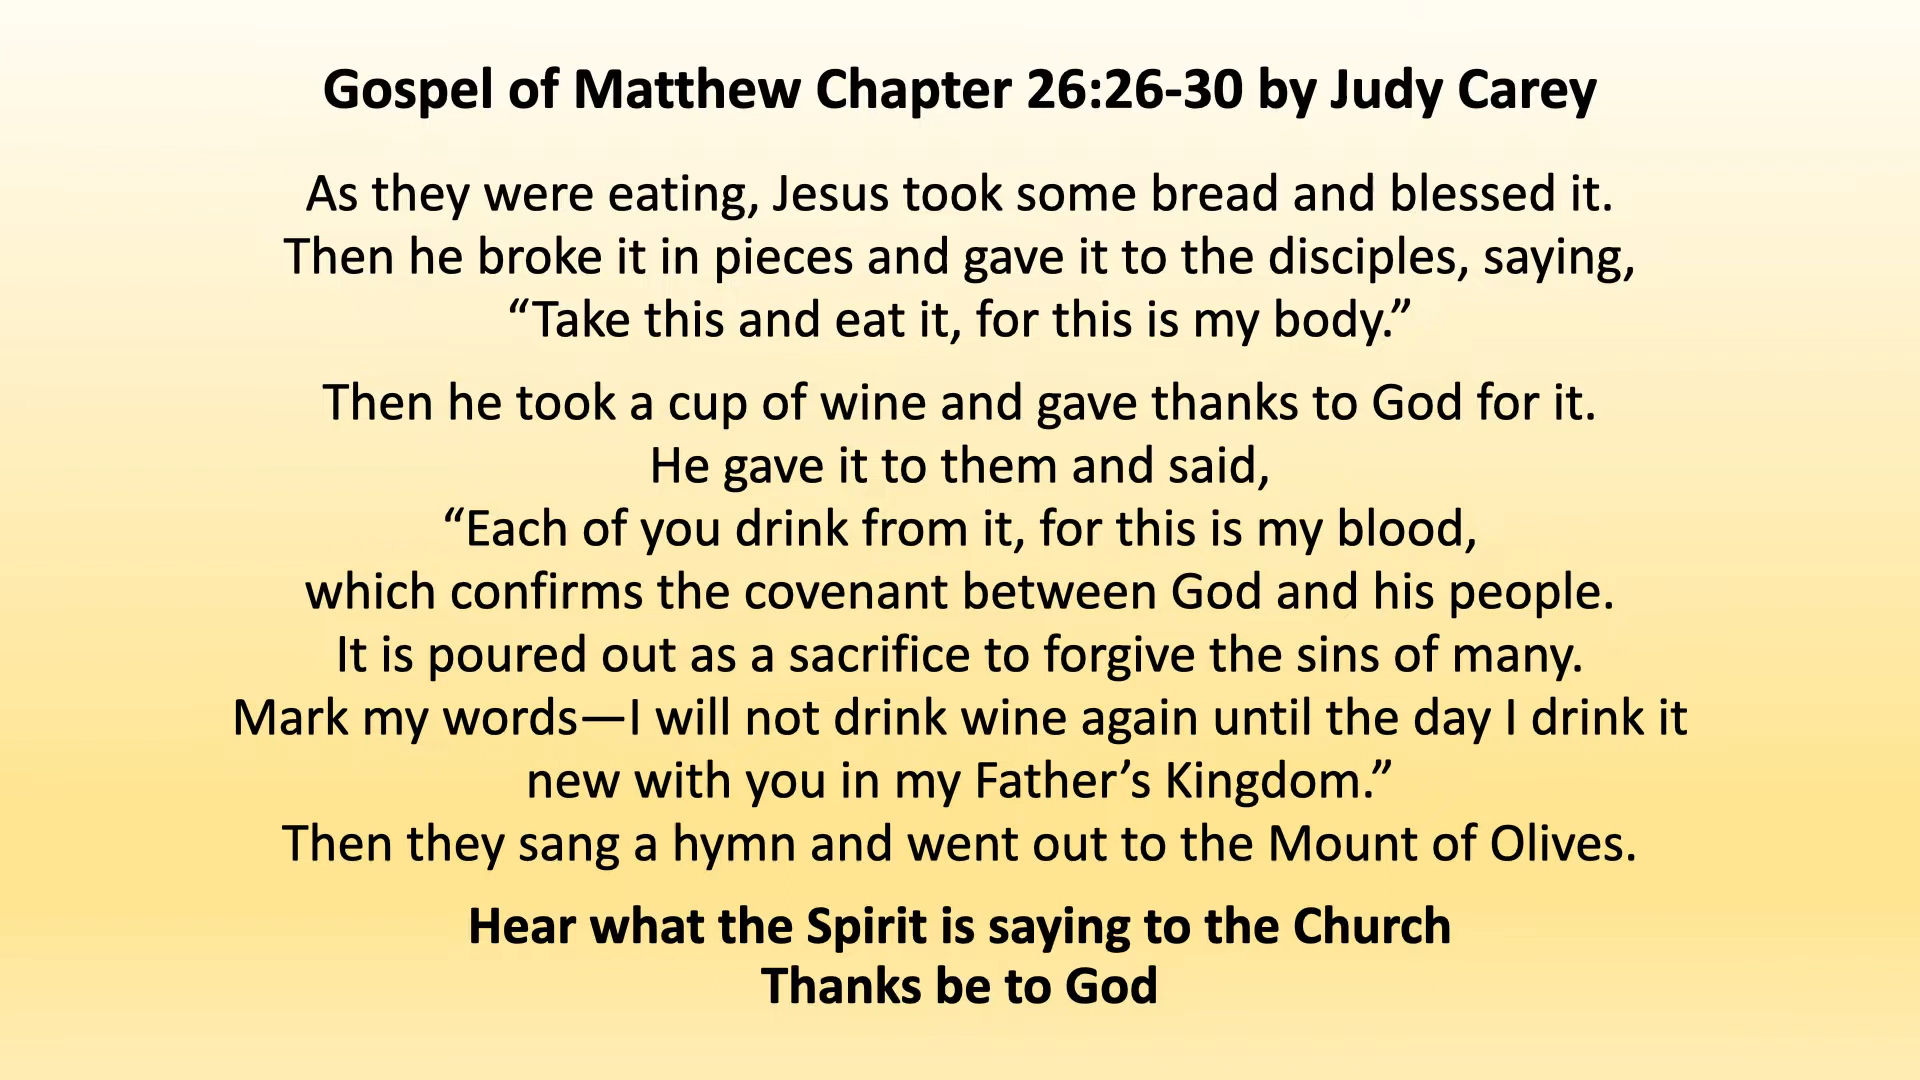 Gospel of Matthew Chapter 26:26-30 by Judy Carey
As they were eating, Jesus took some bread and blessed it.
Then he broke it in pieces and gave it to the disciples, saying,
“Take this and eat it, for this is my body.”
Then he took a cup of wine and gave thanks to God for it.
He gave it to them and said,
“Each of you drink from it, for this is my blood,
which confirms the covenant between God and his people.
It is poured out as a sacrifice to forgive the sins of many.
Mark my words—I will not drink wine again until the day I drink it
new with you in my Father’s Kingdom.”
Then they sang a hymn and went out to the Mount of Olives.
Hear what the Spirit is saying to the Church
Thanks be to God